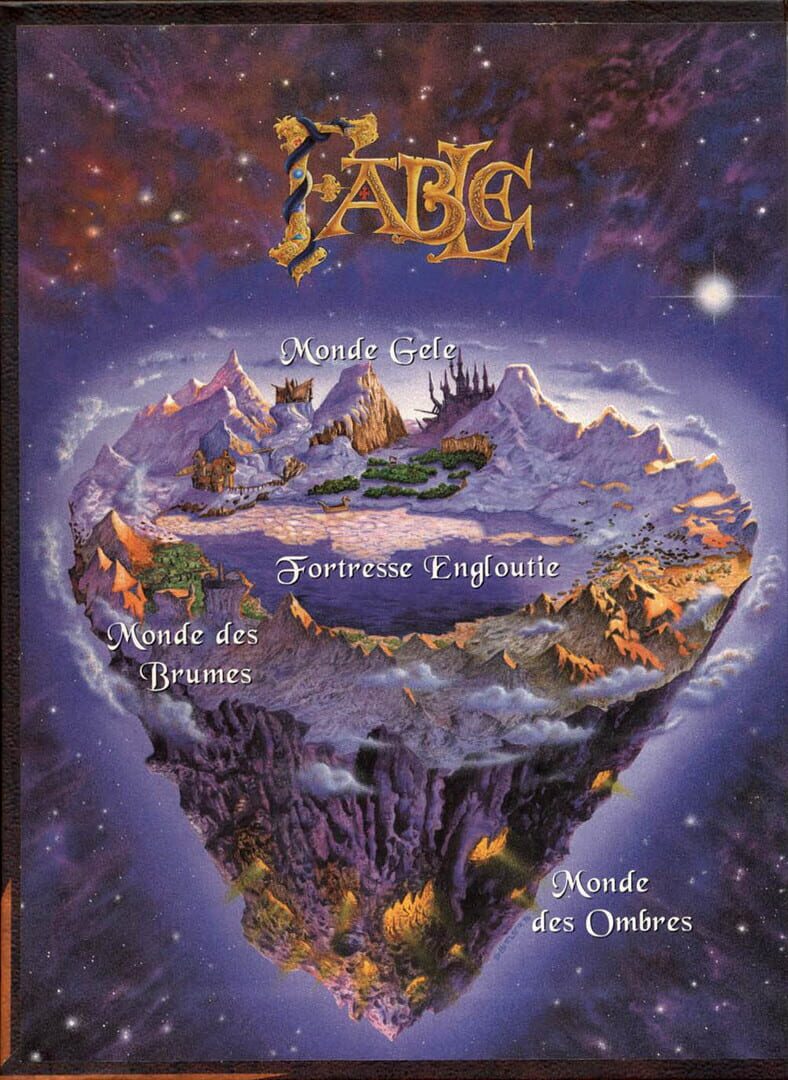 FABLE
Monde Gele
Fortresse Engloutie
Monde des
Brumes
Monde
des Ombres